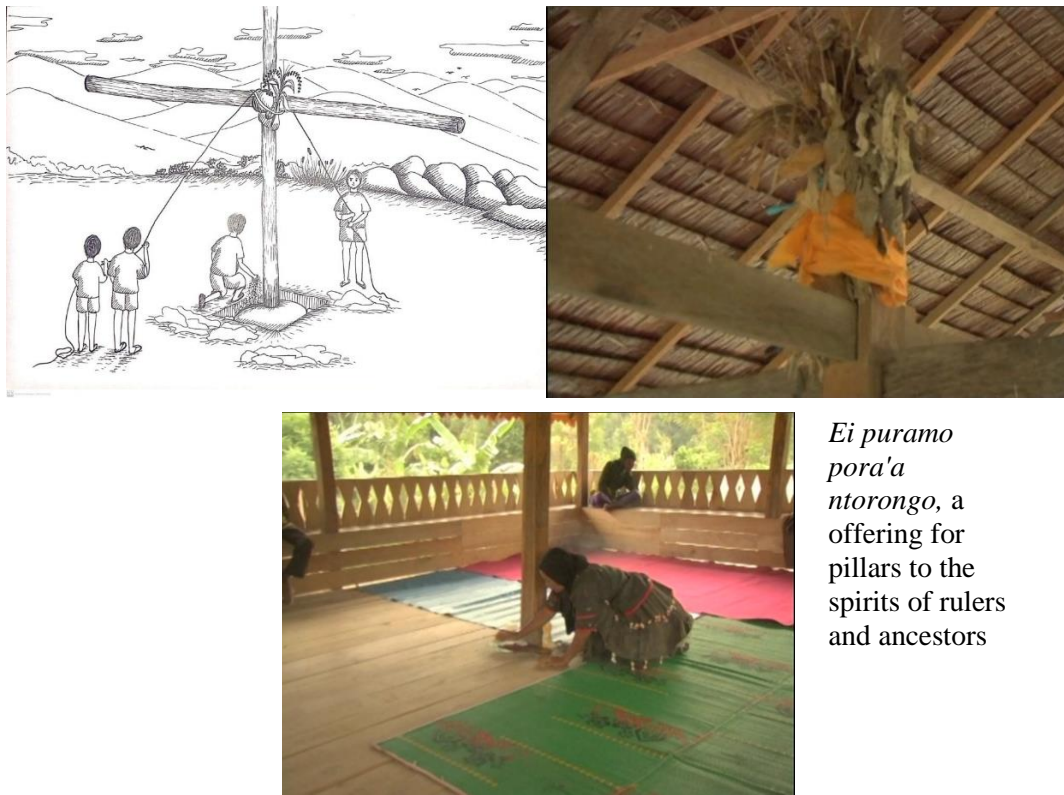 Ei puramo
pora'a
ntorongo, a
offering for
pillars to the
spirits of rulers
and ancestors